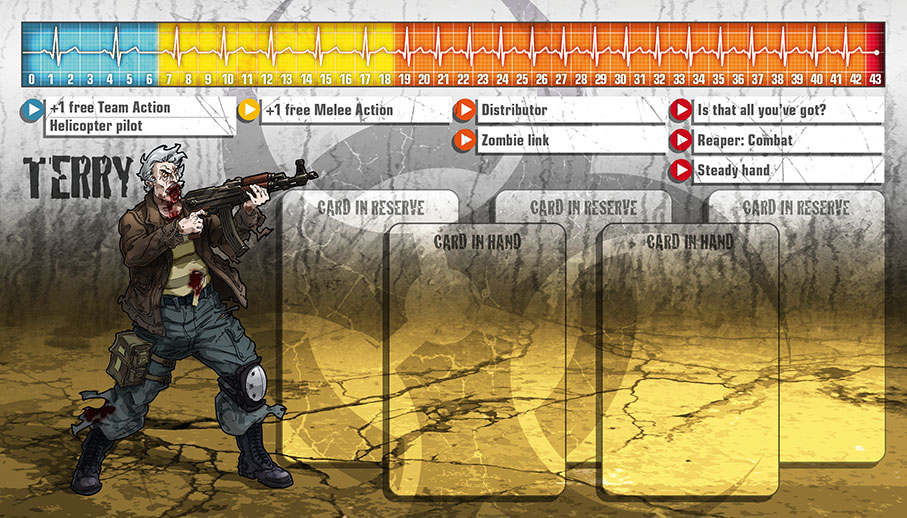 0 1 2 3 4 5 6 7 8 9 10 11 12 13 14 15 16 17 18 19 20 21 22 23 24 25 26 27 28 29 30 31 32 33 34 35 36 37 38 39 40 41 42 43
+1 free Team Action
Helicopter pilot
+1 free Melee Action
Distributor
Zombie link
Is that all you've got?
Reaper: Combat
Steady hand
TERRY
CARD IN RESERVE
CARD IN RESERVE
CARD IN RESERVE
CARD IN HAND
CARD IN HAND